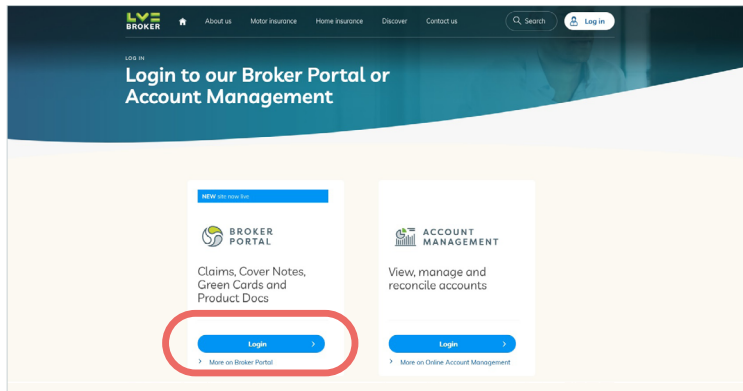 LV=
BROKER
About us
Motor insurance
Home insurance
Discover
Contact us
Search
Log in
LOG IN
Login to our Broker Portal or
Account Management
NEW site now live
BROKER
PORTAL
Claims, Cover Notes,
Green Cards and
Product Docs
Login
More on Broker Portal
ACCOUNT
MANAGEMENT
View, manage and
reconcile accounts
Login
More on Online Account Management